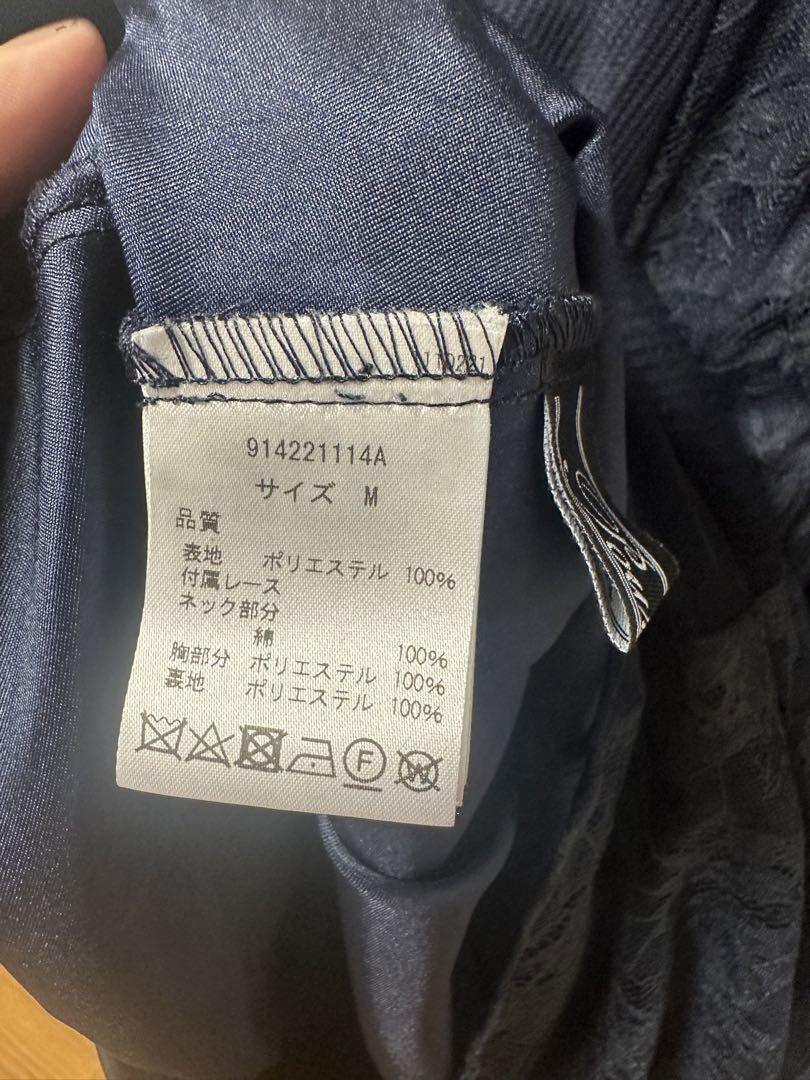 914221114A
サイズ M
品質
表地 ポリエステル 100%
付属レース
ネック部分
綿 100%
胸部分 ポリエステル 100%
裏地 ポリエステル 100%
F
W